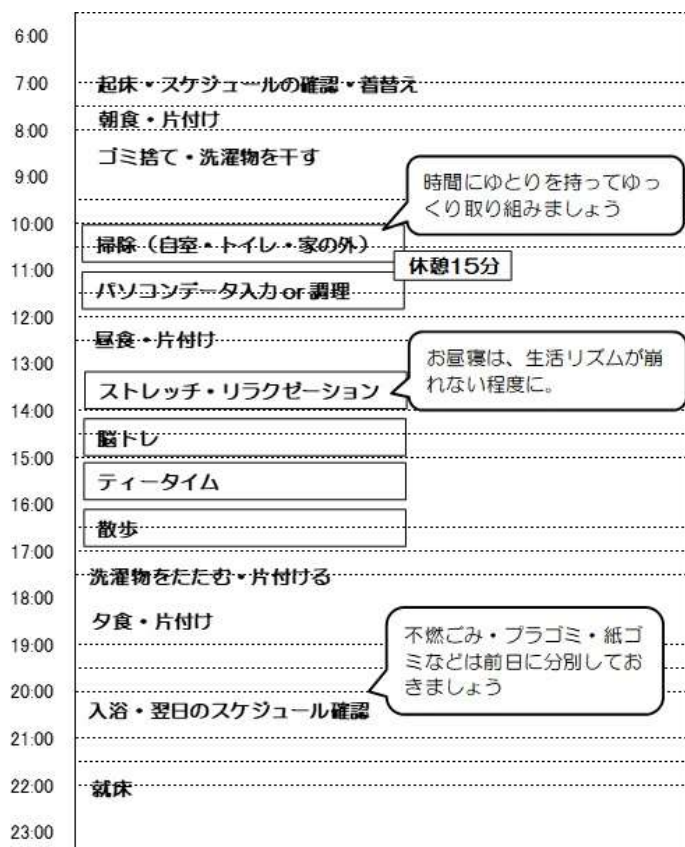 6:00
7:00
起床・スケジュールの確認・着替え
朝食・片付け
8:00
ゴミ捨て・洗濯物を干す
9:00
時間にゆとりを持ってゆっ
くり取り組みましょう
10:00
掃除（自室・トイレ・家の外）
休憩15分
11:00
パソコンデータ入力 or 調理
12:00
昼食・片付け
13:00
お昼寝は、生活リズムが崩
れない程度に。
ストレッチ・リラクゼーション
14:00
脳トレ
15:00
ティータイム
16:00
散歩
17:00
洗濯物をたたむ・片付ける
18:00
夕食・片付け
不燃ごみ・プラゴミ・紙ゴ
ミなどは前日に分別してお
きましょう
19:00
20:00
入浴・翌日のスケジュール確認
21:00
22:00
就床
23:00